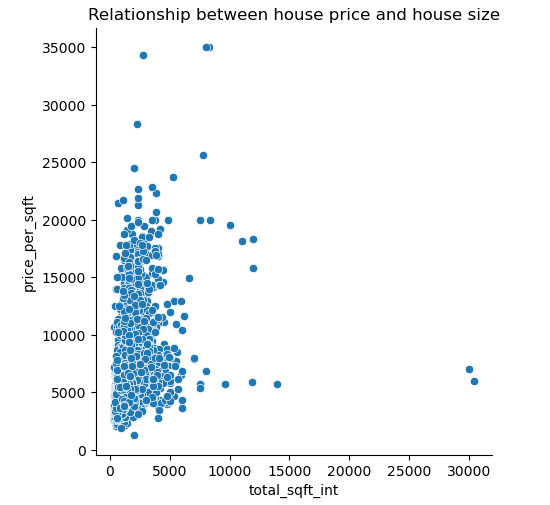 Relationship between house price and house size
35000
30000
25000
20000
15000
10000
5000
0
price_per_sqft
0 5000 10000 15000 20000 25000 30000
total_sqft_int